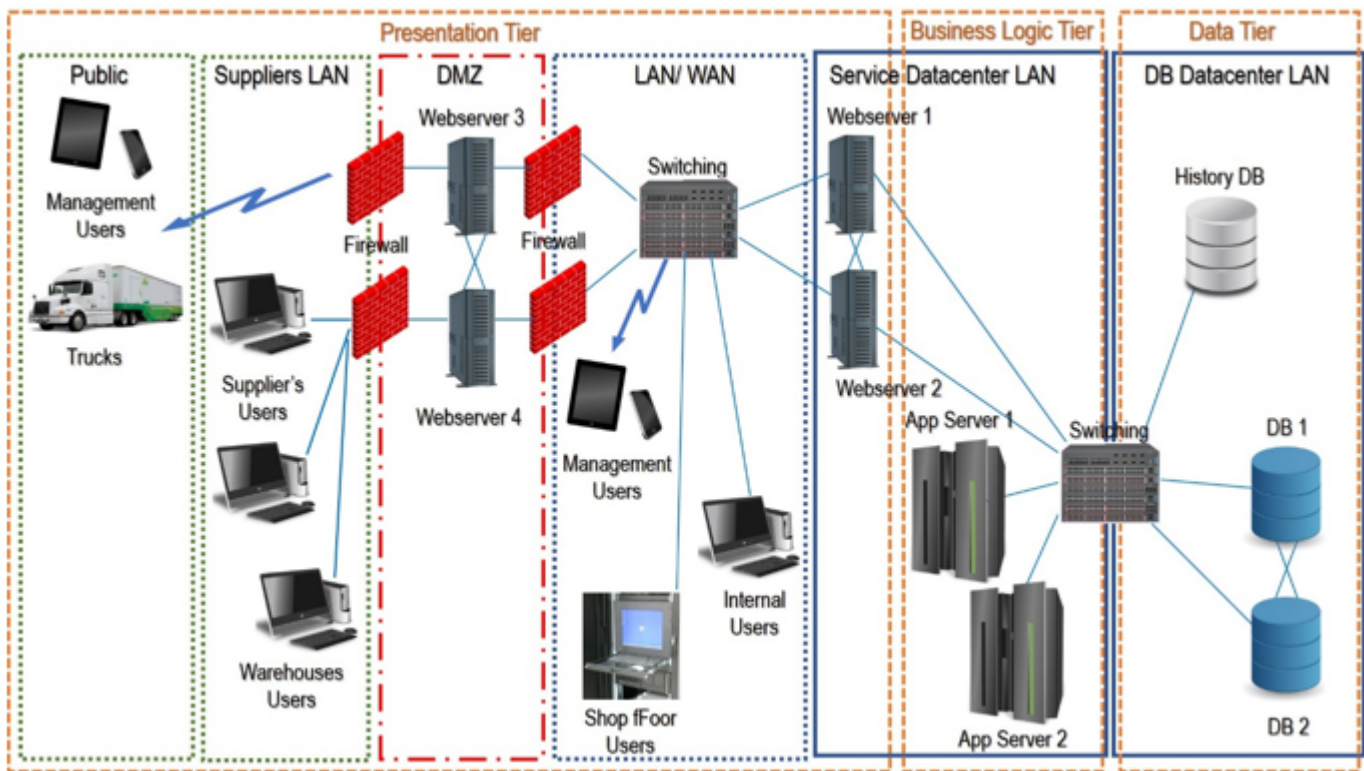 Presentation Tier
Business Logic Tier
Data Tier
Public
Suppliers LAN
DMZ
LAN/ WAN
Service Datacenter LAN
DB Datacenter LAN
Management
Users
Trucks
Supplier's
Users
Warehouses
Users
Firewall
Webserver 3
Webserver 4
Firewall
Switching
Management
Users
Internal
Users
Shop fFoor
Users
Webserver 1
Webserver 2
App Server 1
App Server 2
Switching
History DB
DB 1
DB 2